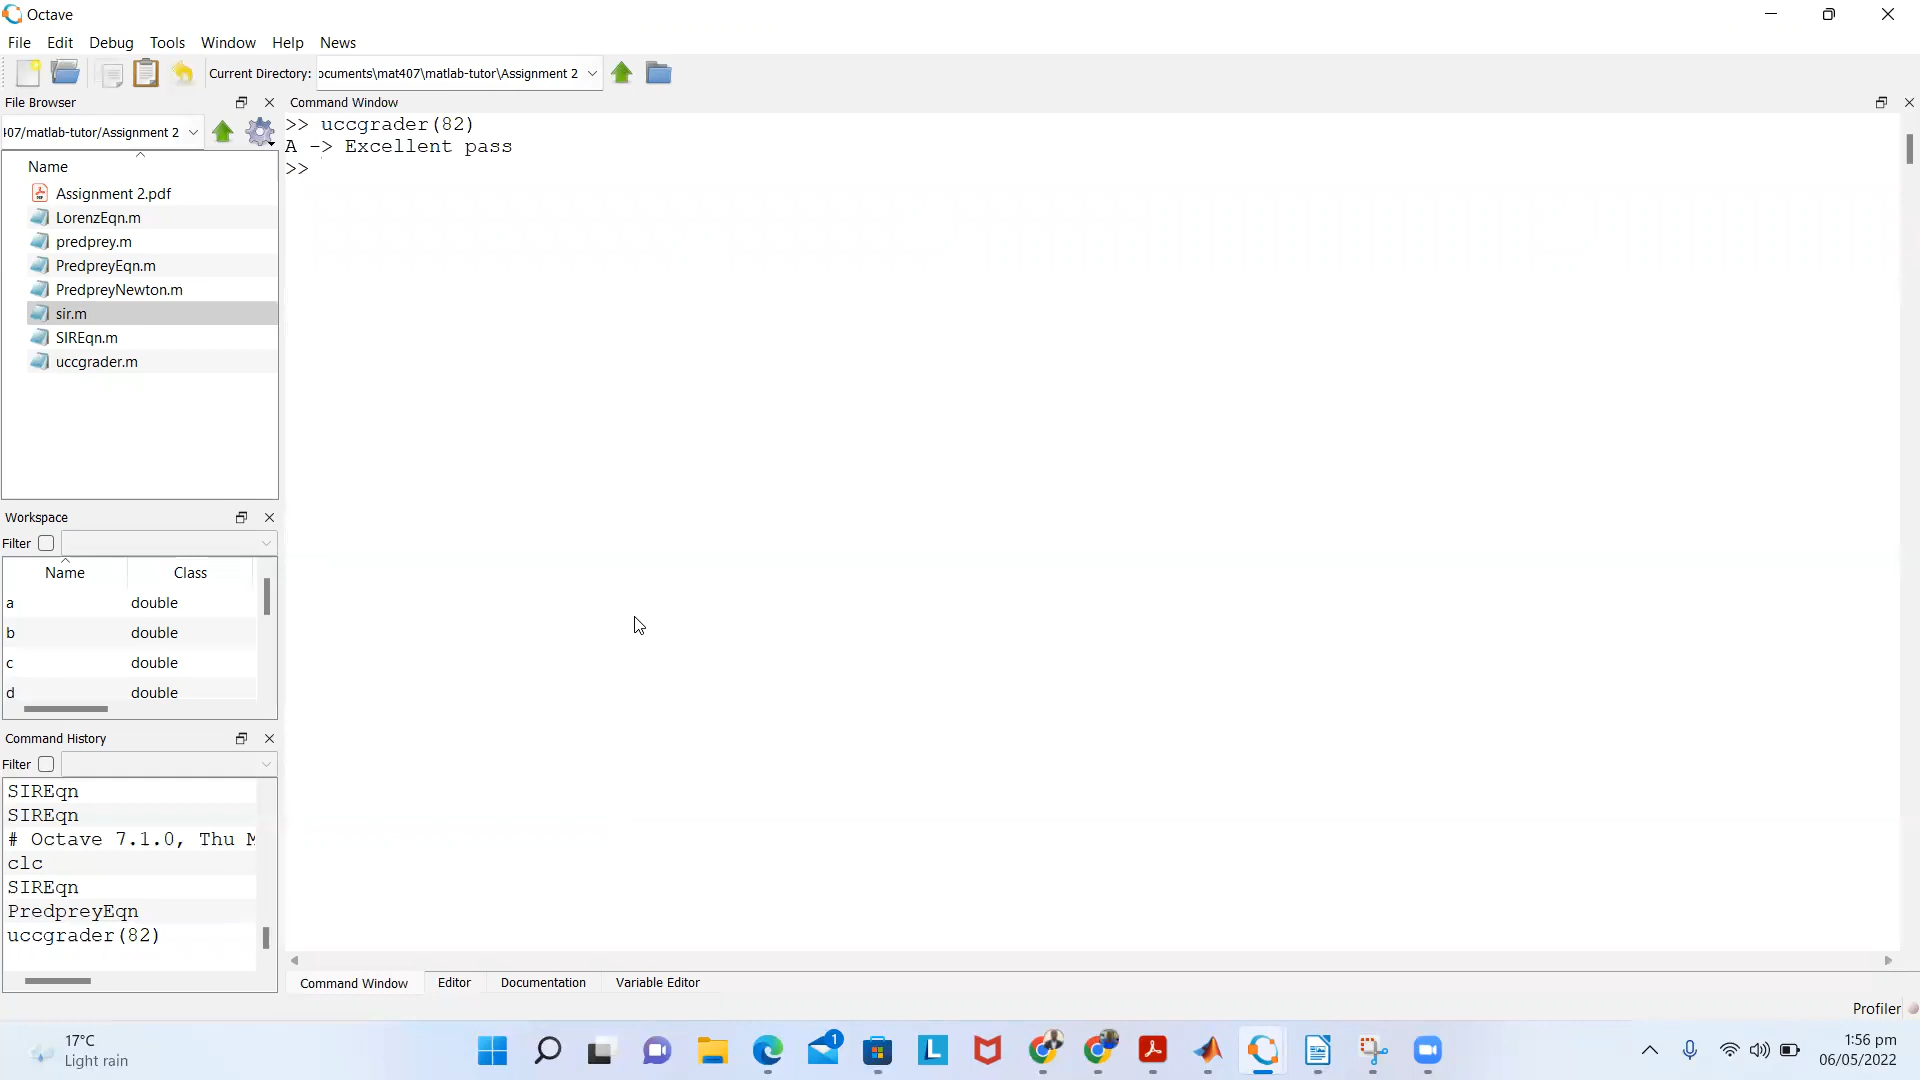 Octave
File Edit Debug Tools Window Help News
Current Directory: ocuments\mat407\matlab-tutor\Assignment 2
File Browser
407/matlab-tutor/Assignment 2
Name
Assignment 2.pdf
LorenzEqn.m
predprey.m
PredpreyEqn.m
PredpreyNewton.m
sir.m
SIREqn.m
uccgrader.m
Workspace
Filter
Name Class
a double
b double
c double
d double
Command History
Filter
SIREqn
SIREqn
# Octave 7.1.0, Thu M
clc
SIREqn
PredpreyEqn
uccgrader(82)
Command Window
>> uccgrader(82)
A -> Excellent pass
>>
Command Window Editor Documentation Variable Editor
Profiler
17°C
Light rain
1
L
1:56 pm
06/05/2022